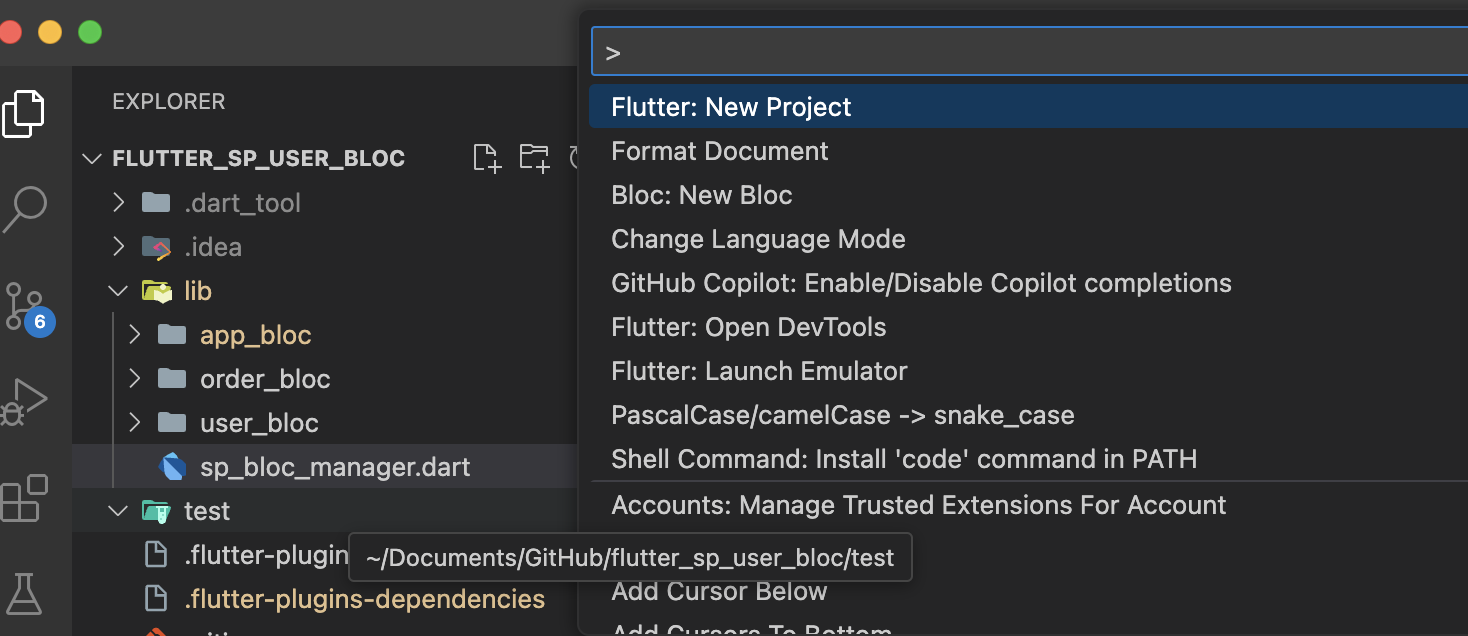 EXPLORER
FLUTTER_SP_USER_BLOC
.dart_tool
.idea
lib
app_bloc
order_bloc
user_bloc
sp_bloc_manager.dart
test
.flutter-plugin
.flutter-plugins-dependencies
6
>
Flutter: New Project
Format Document
Bloc: New Bloc
Change Language Mode
GitHub Copilot: Enable/Disable Copilot completions
Flutter: Open DevTools
Flutter: Launch Emulator
PascalCase/camelCase -> snake_case
Shell Command: Install 'code' command in PATH
Accounts: Manage Trusted Extensions For Account
~/Documents/GitHub/flutter_sp_user_bloc/test
Add Cursor Below
Add Cursors To Bottom